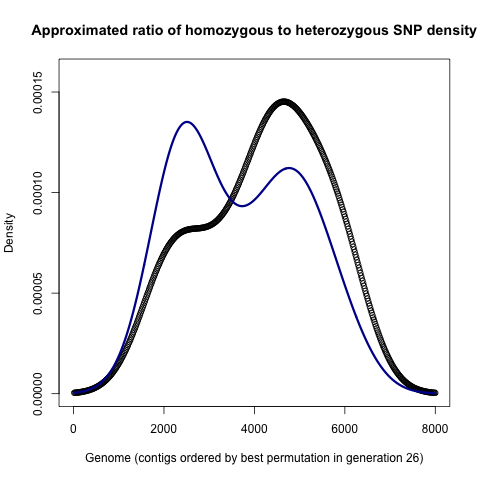 Approximated ratio of homozygous to heterozygous SNP density
0.00015
0.00010
0.00005
0.00000
Density
0 2000 4000 6000 8000
Genome (contigs ordered by best permutation in generation 26)